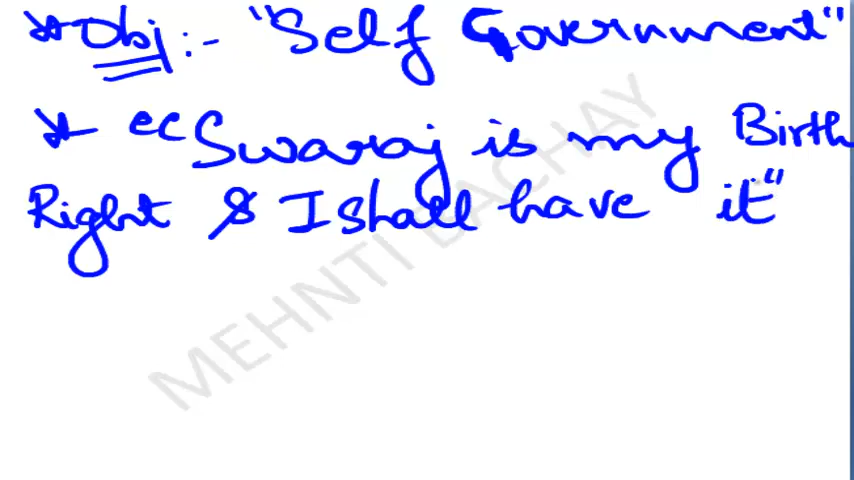 * Obj :- "Self Government"
* "Swaraj is my Birth
Right & I shall have it"
MEHNTI BACHAY